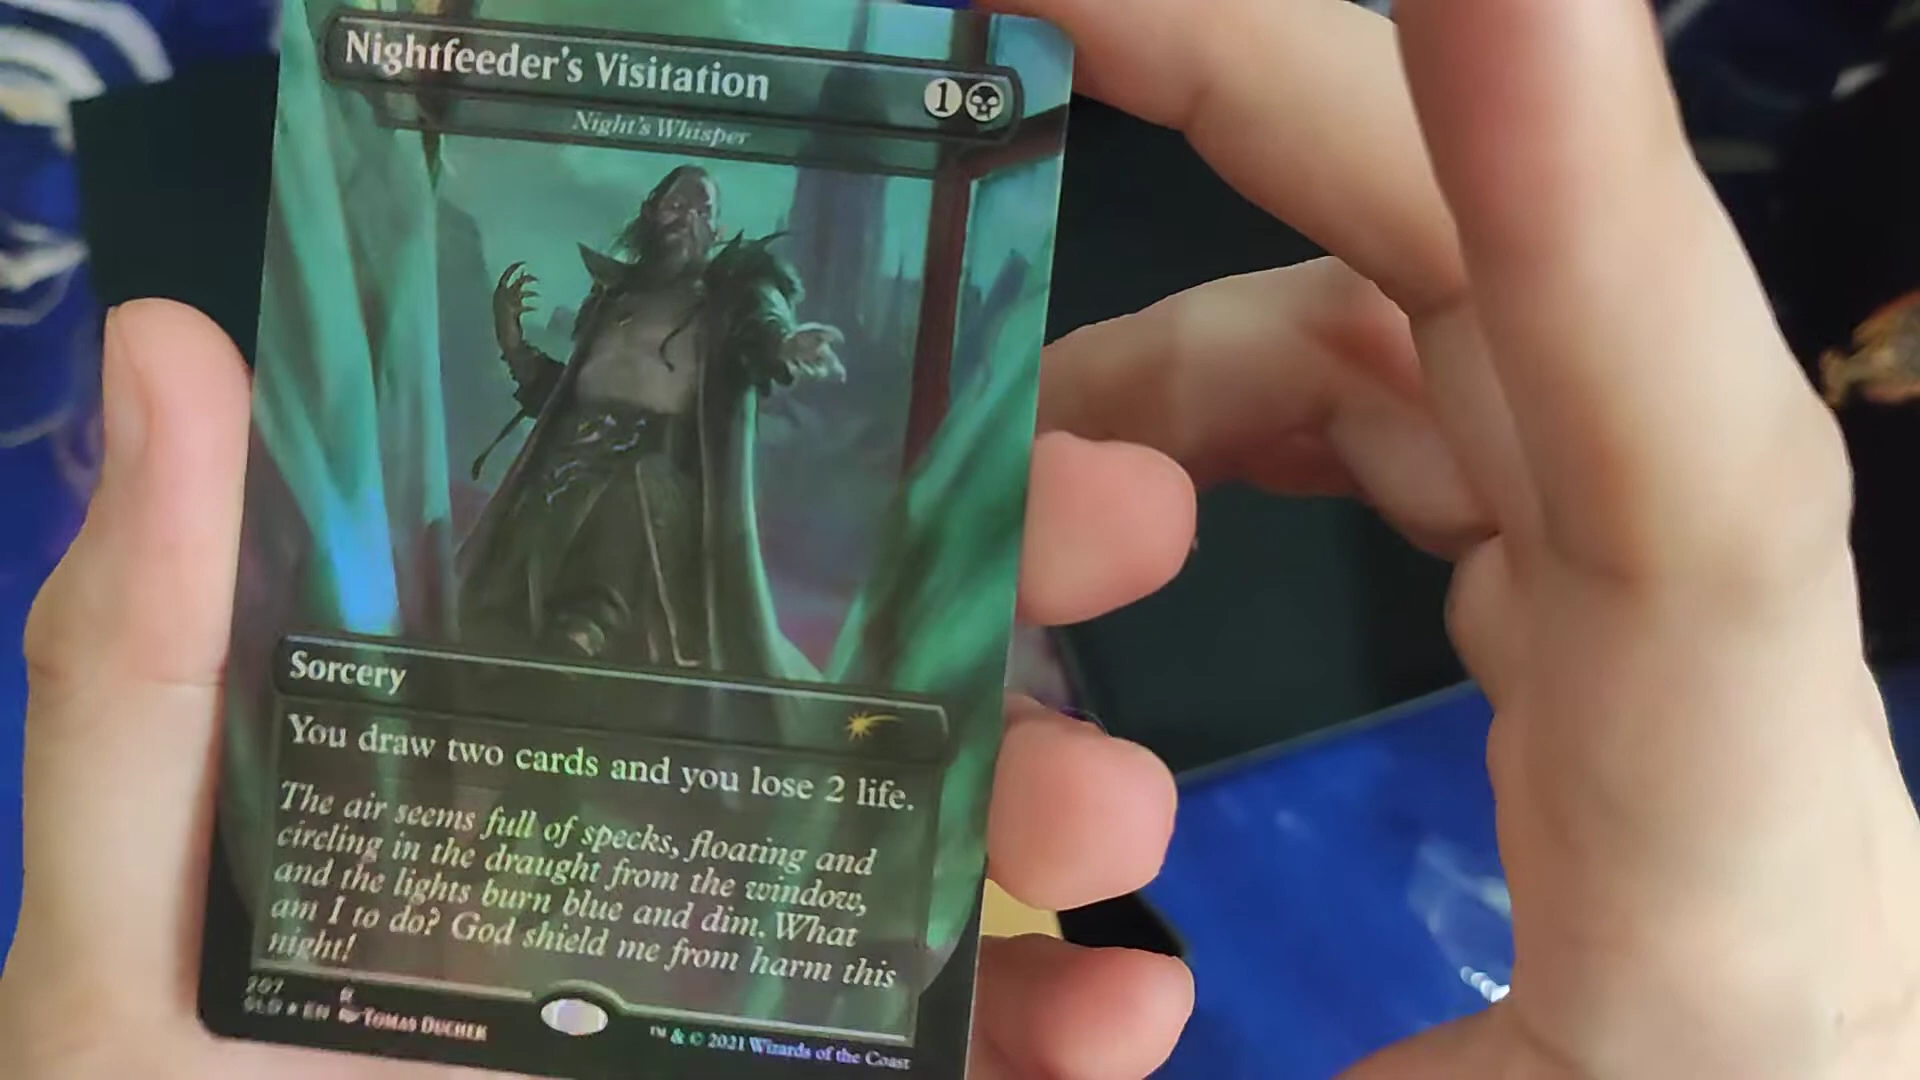 Nightfeeder's Visitation 1
Night's Whisper
Sorcery
You draw two cards and you lose 2 life.
The air seems full of specks, floating and
circling in the draught from the window,
and the lights burn blue and dim. What
am I to do? God shield me from harm this
night!
207 R
SLD ★ EN TOMAS DUCHEK
™ & © 2021 Wizards of the Coast